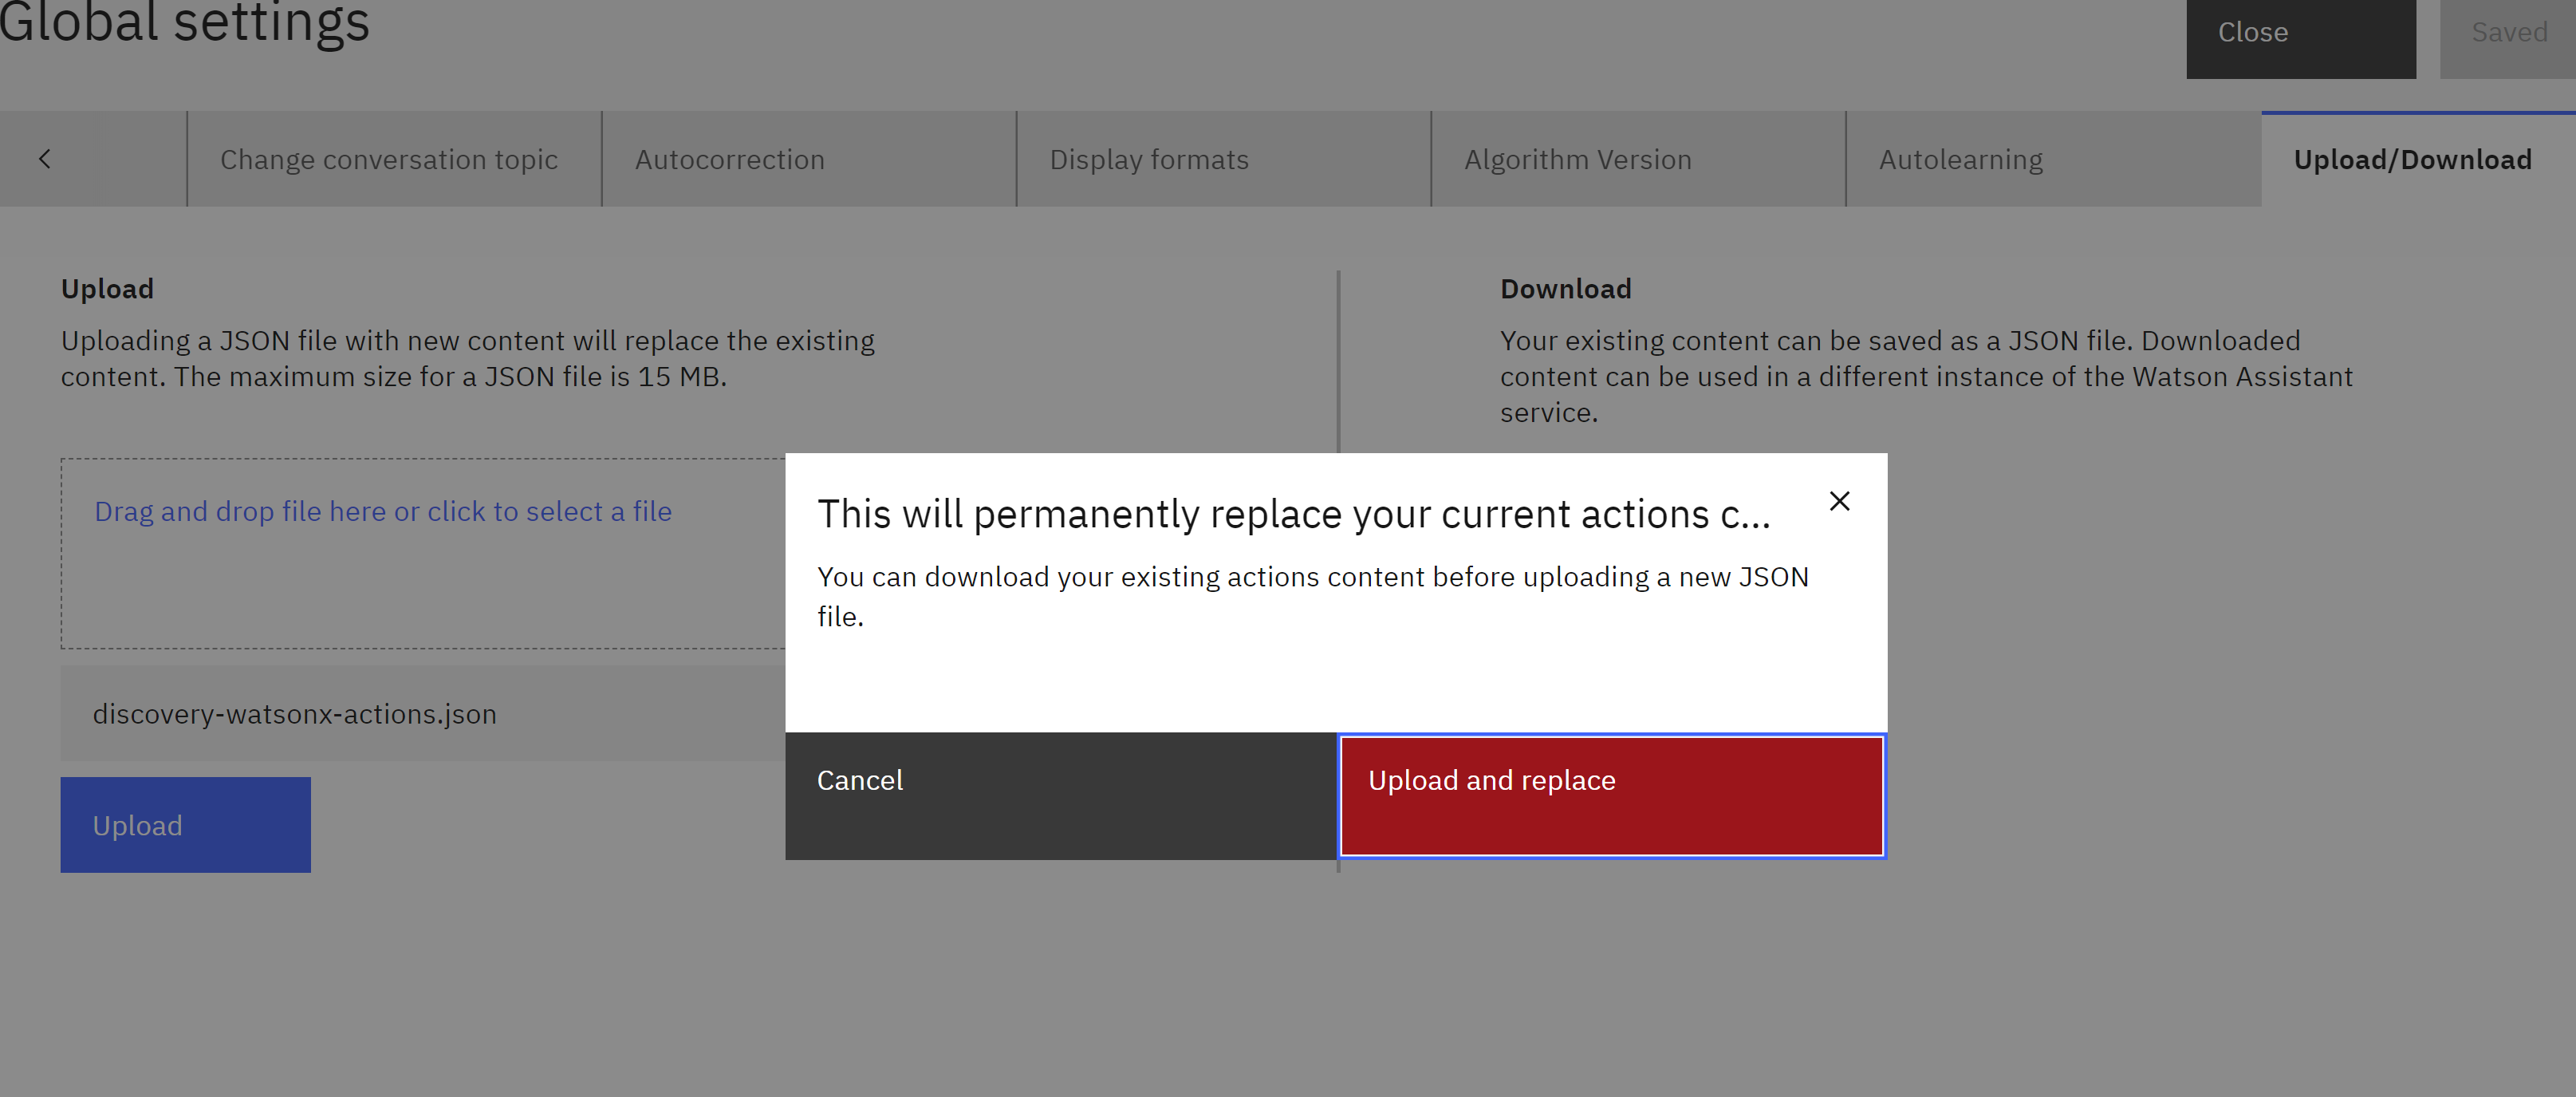 Global settings
Close
Saved
Change conversation topic
Autocorrection
Display formats
Algorithm Version
Autolearning
Upload/Download
Upload
Uploading a JSON file with new content will replace the existing
content. The maximum size for a JSON file is 15 MB.
Drag and drop file here or click to select a file
discovery-watsonx-actions.json
Upload
Download
Your existing content can be saved as a JSON file. Downloaded
content can be used in a different instance of the Watson Assistant
service.
This will permanently replace your current actions c...
You can download your existing actions content before uploading a new JSON
file.
Cancel
Upload and replace